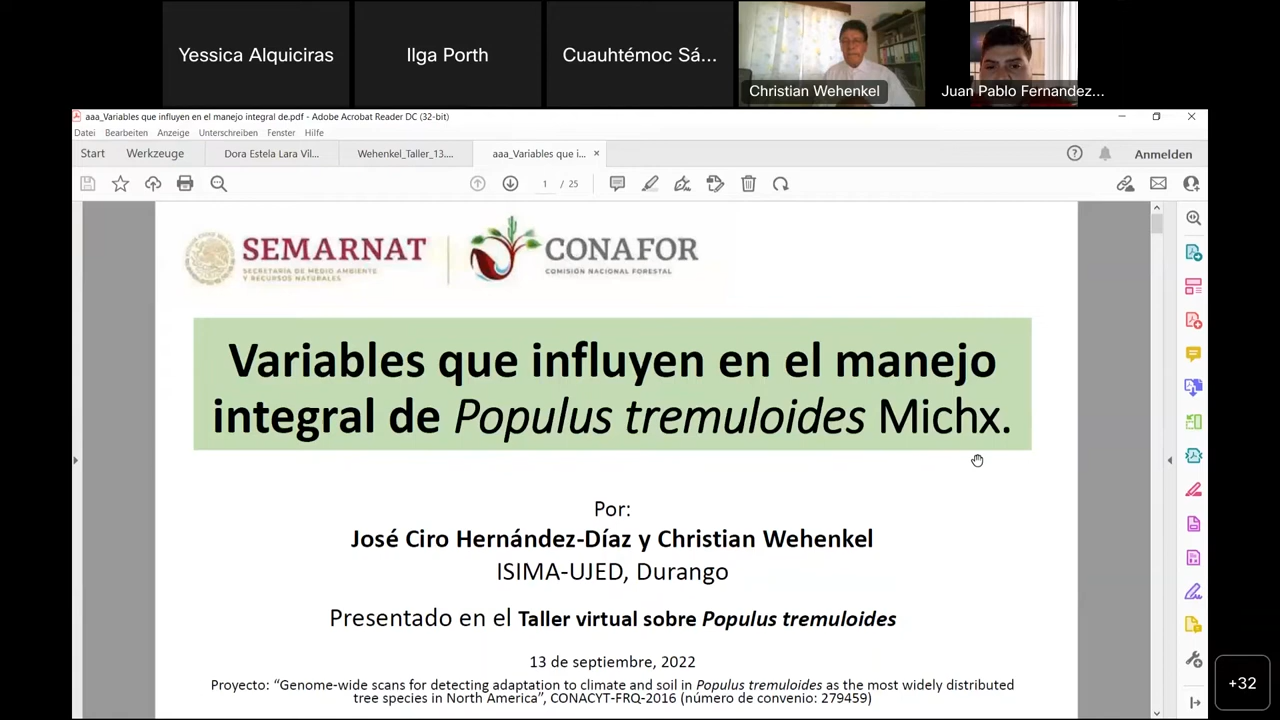 Yessica Alquiciras
Ilga Porth
Cuauhtémoc Sá...
Christian Wehenkel
Juan Pablo Fernandez...
aaa_Variables que influyen en el manejo integral de.pdf - Adobe Acrobat Reader DC (32-bit)
Datei Bearbeiten Anzeige Unterschreiben Fenster Hilfe
Start Werkzeuge Dora Estela Lara Vil... Wehenkel_Taller_13.... aaa_Variables que i... × Anmelden
1 / 25
SEMARNAT
SECRETARÍA DE MEDIO AMBIENTE
Y RECURSOS NATURALES
CONAFOR
COMISIÓN NACIONAL FORESTAL
Variables que influyen en el manejo
integral de Populus tremuloides Michx.
Por:
José Ciro Hernández-Díaz y Christian Wehenkel
ISIMA-UJED, Durango
Presentado en el Taller virtual sobre Populus tremuloides
13 de septiembre, 2022
Proyecto: “Genome-wide scans for detecting adaptation to climate and soil in Populus tremuloides as the most widely distributed
tree species in North America”, CONACYT-FRQ-2016 (número de convenio: 279459)
+32